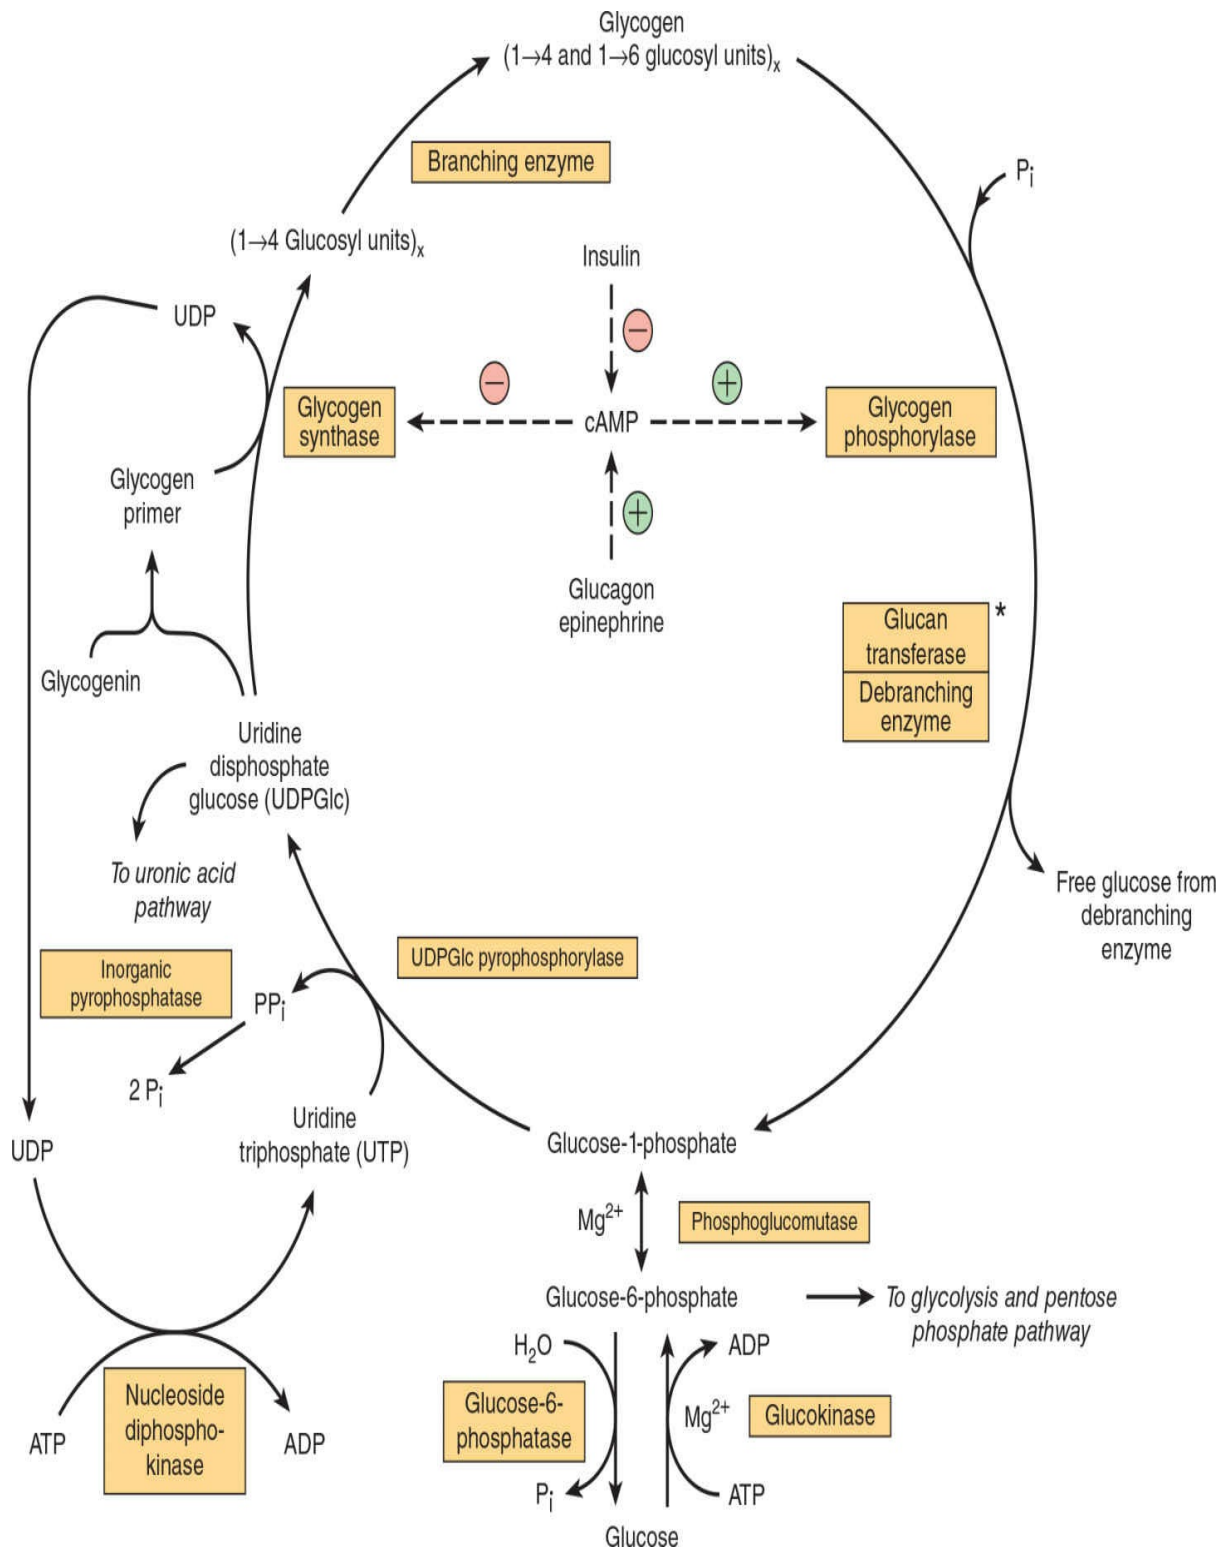 Glycogen
(1→4 and 1→6 glucosyl units)x
Branching enzyme
Pi
(1→4 Glucosyl units)x
Insulin
UDP
−
−
+
Glycogen
synthase
cAMP
Glycogen
phosphorylase
Glycogen
primer
+
Glucagon
epinephrine
Glucan
transferase
*
Debranching
enzyme
Glycogenin
Uridine
disphosphate
glucose (UDPGlc)
To uronic acid
pathway
Free glucose from
debranching
enzyme
UDPGlc pyrophosphorylase
Inorganic
pyrophosphatase
PPi
2 Pi
Uridine
triphosphate (UTP)
UDP
Glucose-1-phosphate
Mg2+
Phosphoglucomutase
Glucose-6-phosphate
To glycolysis and pentose
phosphate pathway
H2O
ADP
Glucose-6-
phosphatase
Mg2+
Glucokinase
Nucleoside
diphospho-
kinase
ATP
ADP
Pi
ATP
Glucose